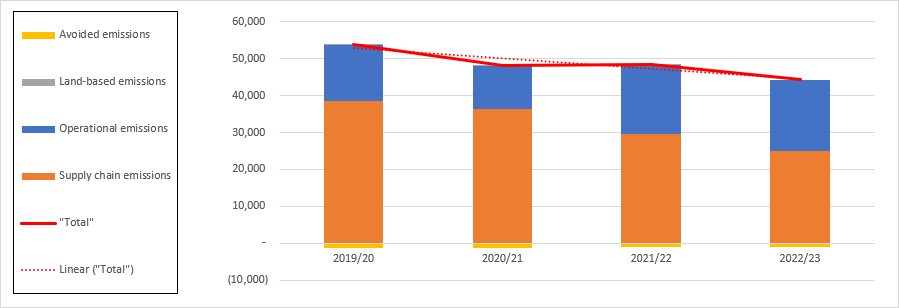 Avoided emissions
Land-based emissions
Operational emissions
Supply chain emissions
"Total"
Linear ("Total")
60,000
50,000
40,000
30,000
20,000
10,000
-
(10,000)
2019/20 2020/21 2021/22 2022/23